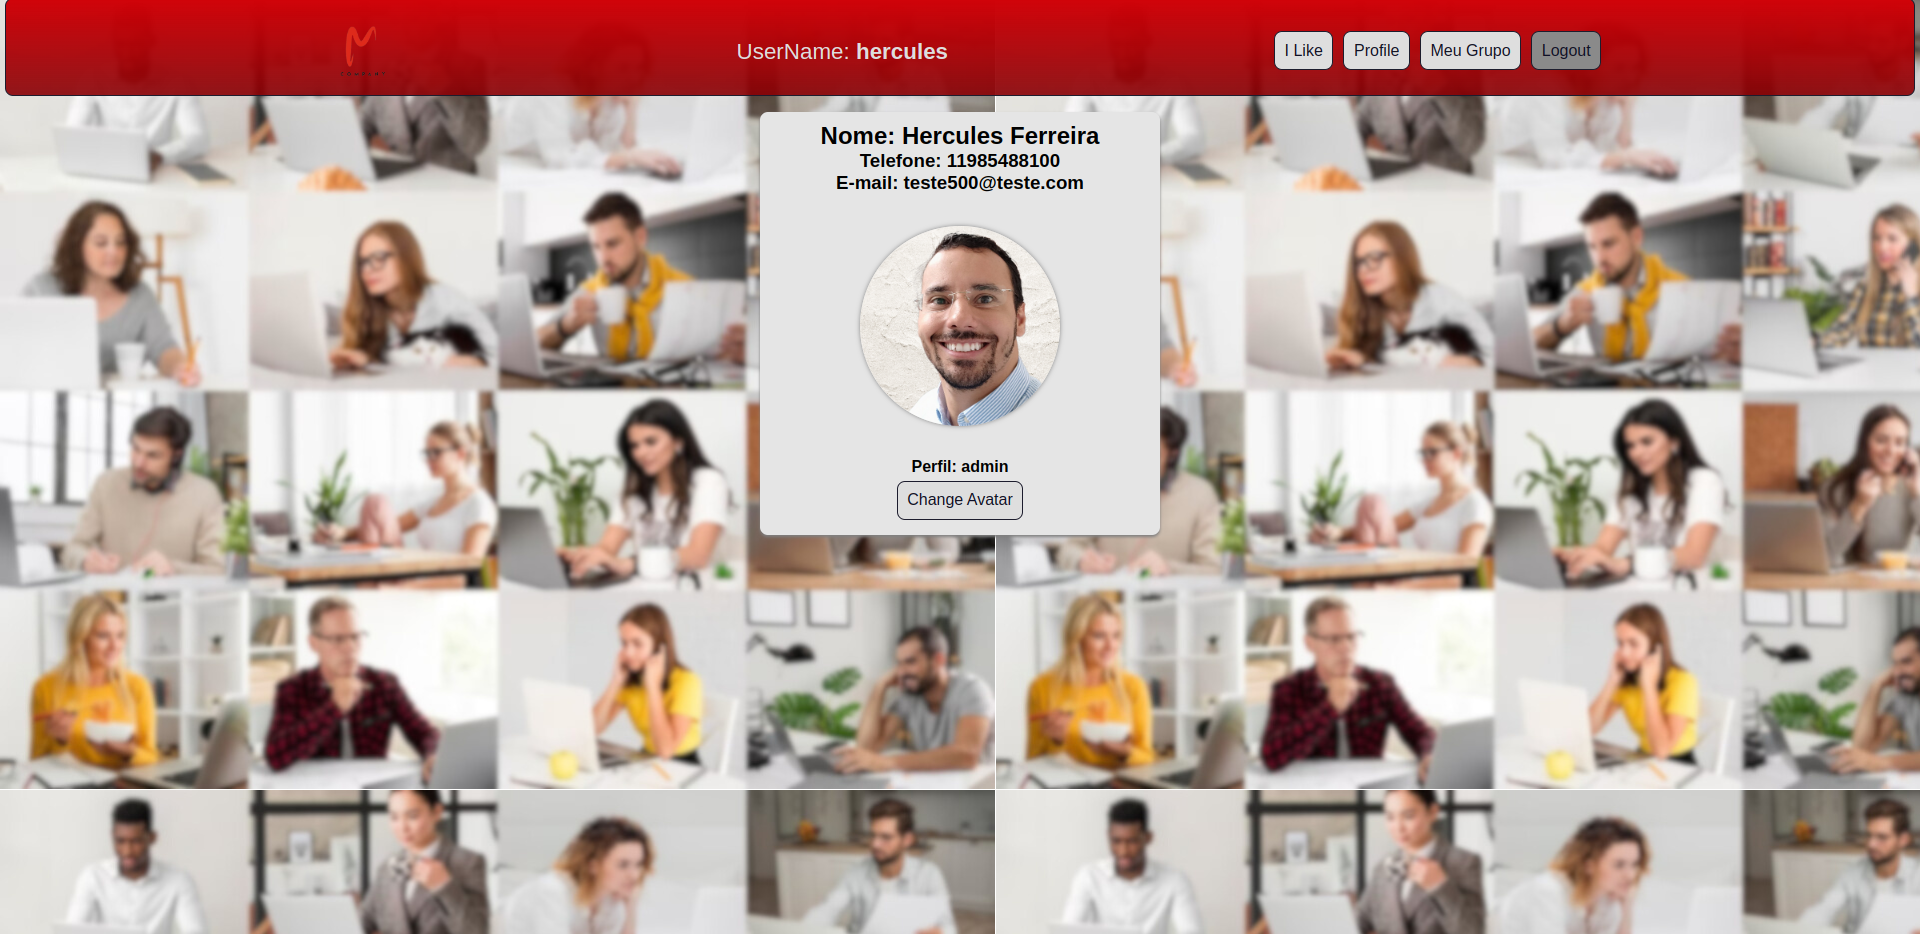 UserName: hercules
I Like
Profile
Meu Grupo
Logout
Nome: Hercules Ferreira
Telefone: 11985488100
E-mail: teste500@teste.com
Perfil: admin
Change Avatar